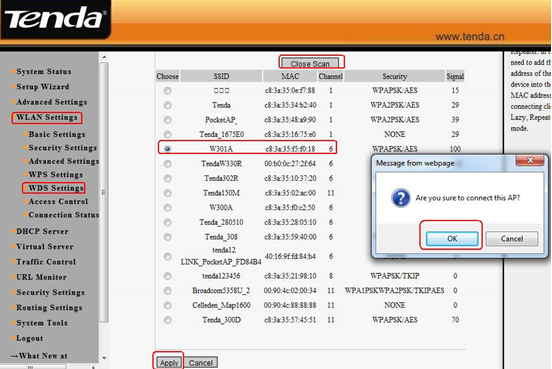 Tenda
www.tenda.cn
System Status
Setup Wizard
Advanced Settings
WLAN Settings
Basic Settings
Security Settings
Advanced Settings
WPS Settings
WDS Settings
Access Control
Connection Status
DHCP Server
Virtual Server
Traffic Control
URL Monitor
Security Settings
Routing Settings
System Tools
Logout
→What New at
Close Scan
Choose SSID MAC Channel Security Signal
c8:3a:35:0e:f7:88 1 WPAPSK/AES 15
Tenda c8:3a:35:34:b2:40 1 WPAPSK/AES 29
PocketAP_ c8:3a:35:48:a9:90 1 WPAPSK/AES 39
Tenda_1675E0 c8:3a:35:16:75:e0 1 NONE 29
W301A c8:3a:35:f5:f0:18 6 WPAPSK/AES 100
TendaW330R 00:b0:0c:27:2f:64 6
Tenda302R c8:3a:35:10:37:20 6
Tenda150M c8:3a:35:02:ac:00 11
W300A c8:3a:35:f0:c2:50 6
Tenda_280510 c8:3a:35:28:05:10 6
Tenda_308 c8:3a:35:59:40:00 6
tenda12
LINK_PocketAP_FD84B4 40:16:9f:fd:84:b4 6
tenda123456 c8:3a:35:21:98:10 8 WPAPSK/TKIP 0
Broadcom5358U_2 00:90:4c:02:00:34 11 WPA1PSKWPA2PSK/TKIPAES 0
Celleden_Map1600 00:90:4c:88:88:88 11 NONE 0
Tenda_300D c8:3a:35:57:45:51 11 WPAPSK/AES 70
Apply Cancel
Message from webpage
Are you sure to connect this AP?
OK Cancel
need to add the
address of the
device into the
MAC address
connecting cli
Lazy, Repeate
mode.